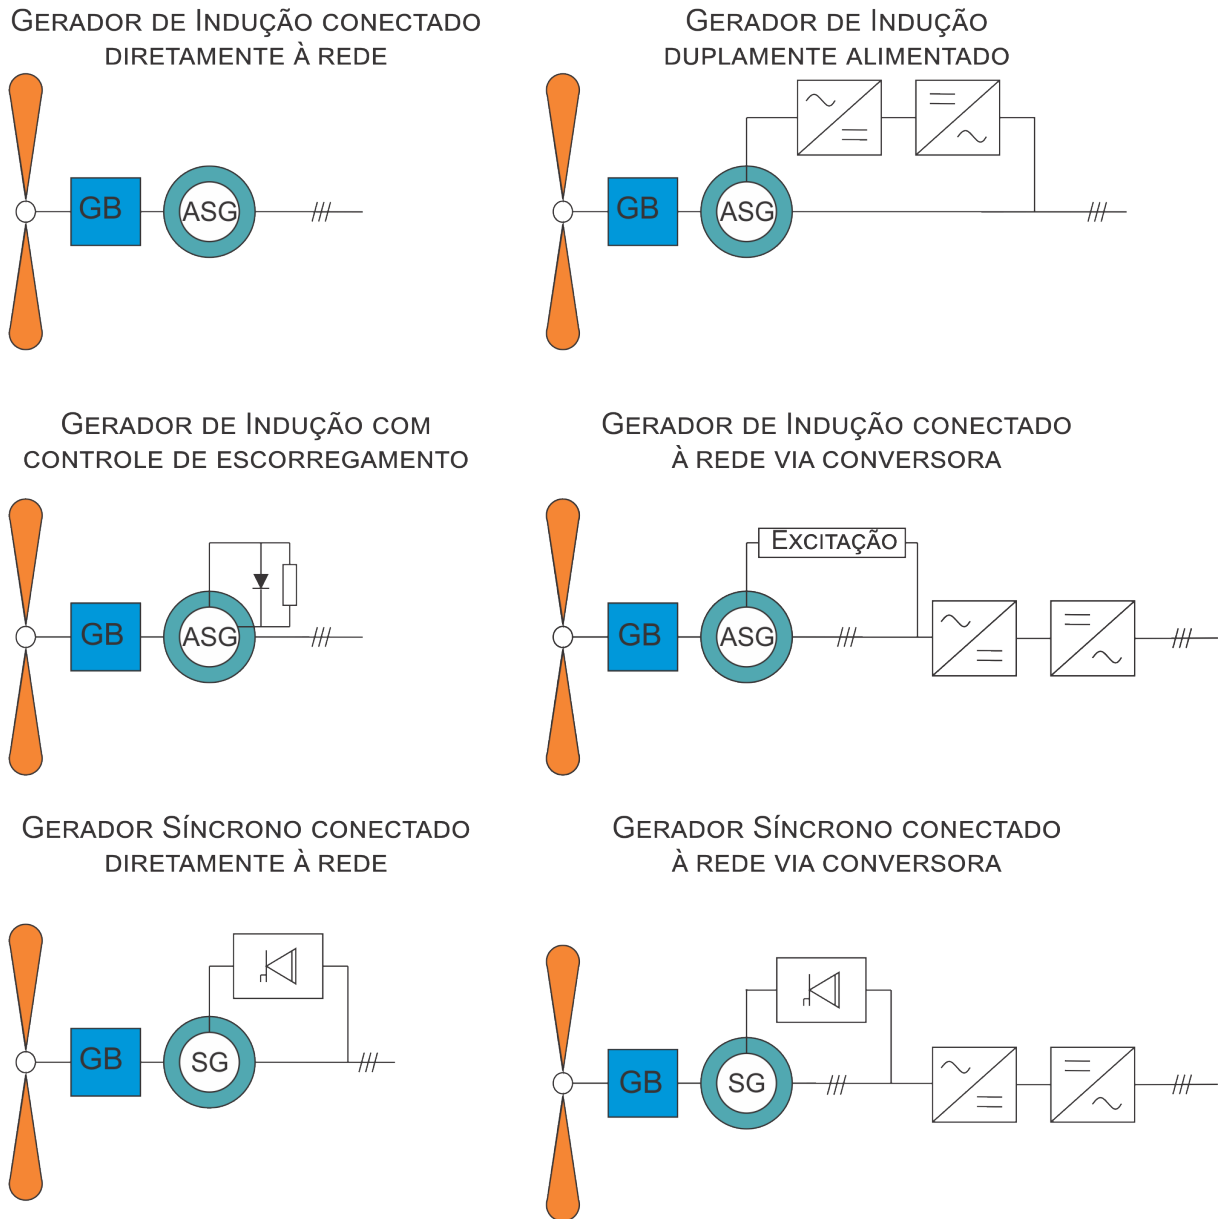 Gerador de Indução conectado
diretamente à rede
GB
ASG
Gerador de Indução
duplamente alimentado
GB
ASG
Gerador de Indução com
controle de escorregamento
GB
ASG
Gerador de Indução conectado
à rede via conversora
Excitação
GB
ASG
Gerador Síncrono conectado
diretamente à rede
GB
SG
Gerador Síncrono conectado
à rede via conversora
GB
SG